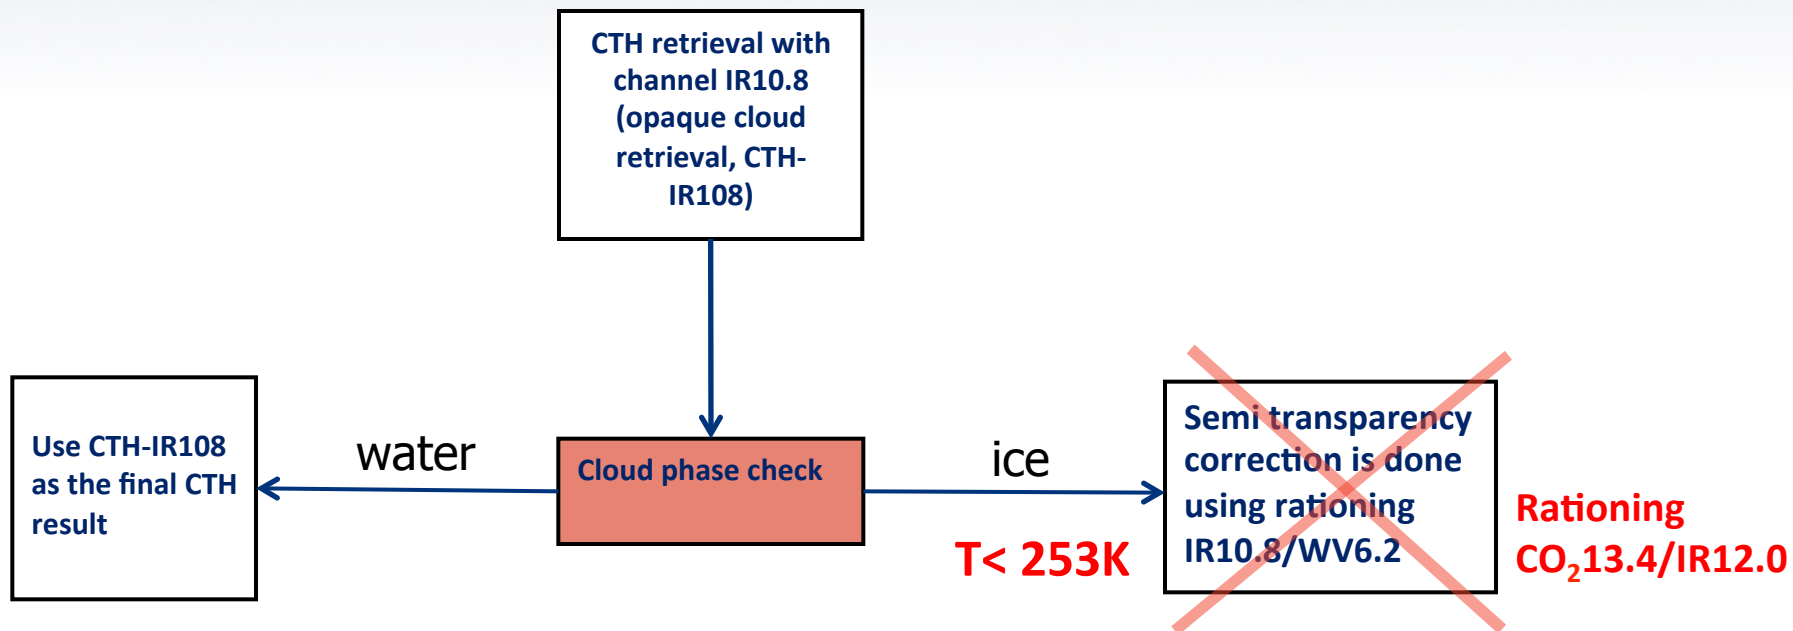 CTH retrieval with
channel IR10.8
(opaque cloud
retrieval, CTH-
IR108)
Use CTH-IR108
as the final CTH
result
water
Cloud phase check
ice
T< 253K
Semi transparency
correction is done
using rationing
IR10.8/WV6.2
Rationing
CO₂13.4/IR12.0